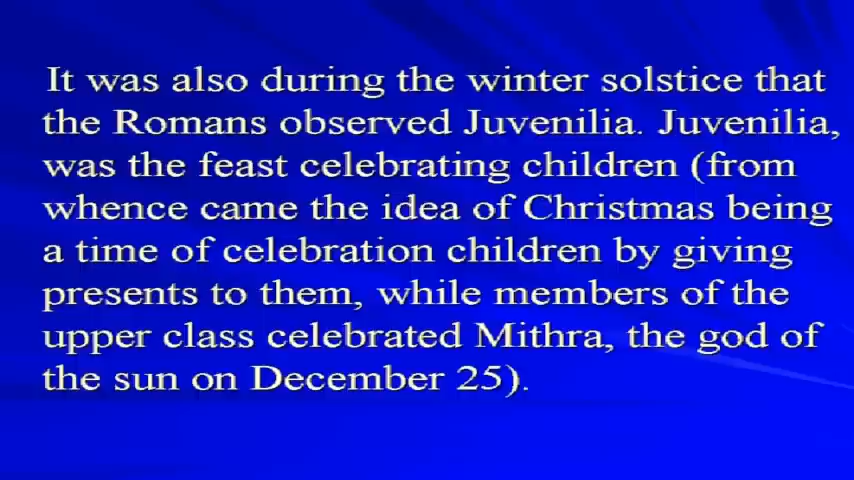 It was also during the winter solstice that
the Romans observed Juvenilia. Juvenilia,
was the feast celebrating children (from
whence came the idea of Christmas being
a time of celebration children by giving
presents to them, while members of the
upper class celebrated Mithra, the god of
the sun on December 25).